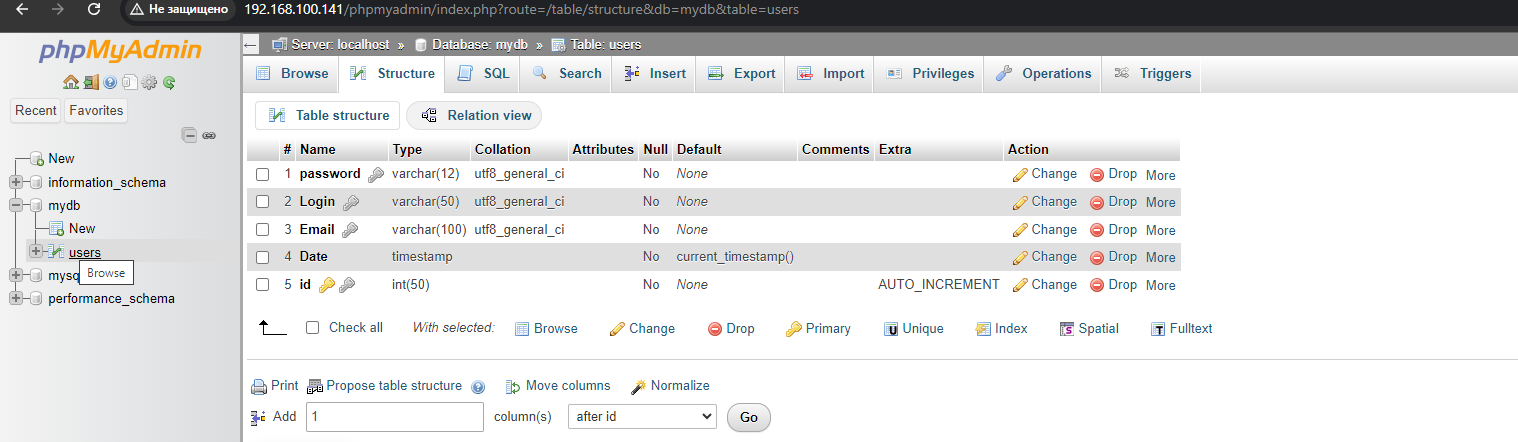 Не защищено 192.168.100.141/phpmyadmin/index.php?route=/table/structure&db=mydb&table=users
phpMyAdmin
Recent Favorites
New
information_schema
mydb
New
users
Browse
mysq
performance_schema
Server: localhost » Database: mydb » Table: users
Browse Structure SQL Search Insert Export Import Privileges Operations Triggers
Table structure Relation view
# Name Type Collation Attributes Null Default Comments Extra Action
1 password varchar(12) utf8_general_ci No None Change Drop More
2 Login varchar(50) utf8_general_ci No None Change Drop More
3 Email varchar(100) utf8_general_ci No None Change Drop More
4 Date timestamp No current_timestamp() Change Drop More
5 id int(50) No None AUTO_INCREMENT Change Drop More
Check all With selected: Browse Change Drop Primary Unique Index Spatial Fulltext
Print Propose table structure Move columns Normalize
Add 1 column(s) after id Go